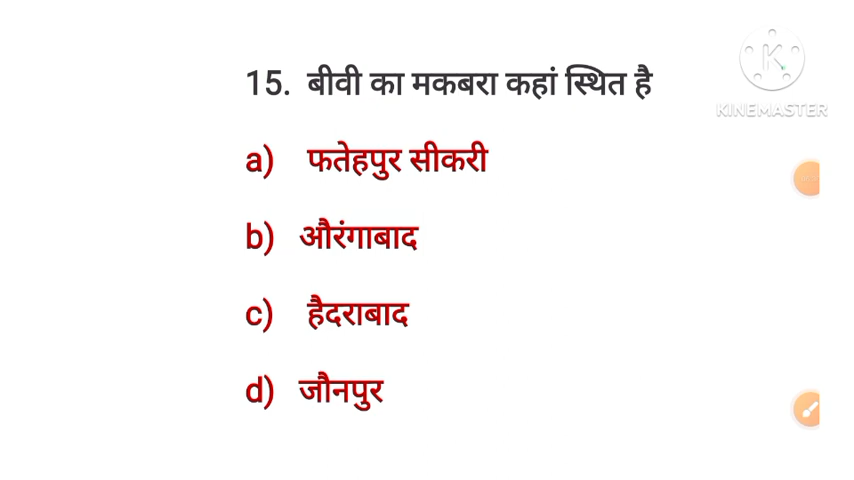 15. बीवी का मकबरा कहां स्थित है
KINEMASTER
a) फतेहपुर सीकरी
b) औरंगाबाद
c) हैदराबाद
d) जौनपुर